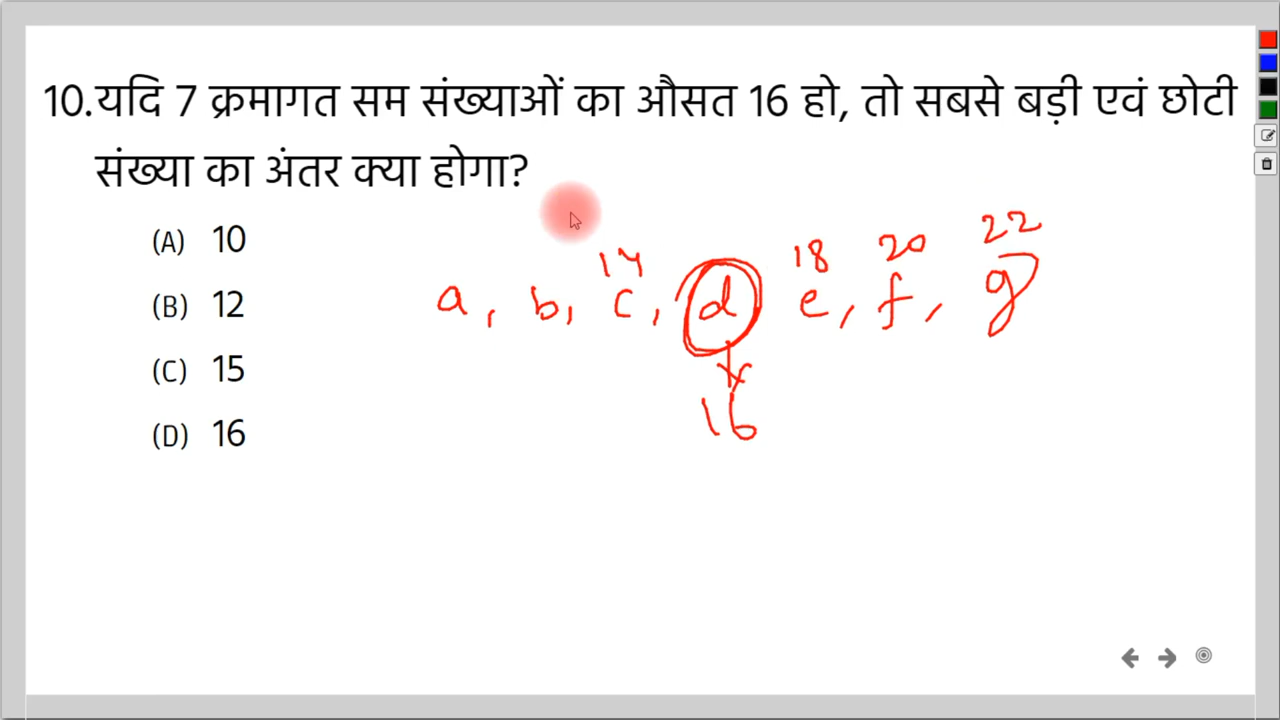 10.यदि 7 क्रमागत सम संख्याओं का औसत 16 हो, तो सबसे बड़ी एवं छोटी
संख्या का अंतर क्या होगा?
(A) 10
(B) 12
(C) 15
(D) 16
14 18 20 22
a, b, c, d e, f, g
16